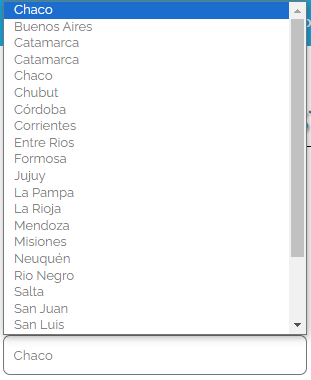 Chaco
Buenos Aires
Catamarca
Catamarca
Chaco
Chubut
Córdoba
Corrientes
Entre Rios
Formosa
Jujuy
La Pampa
La Rioja
Mendoza
Misiones
Neuquén
Rio Negro
Salta
San Juan
San Luis
Chaco